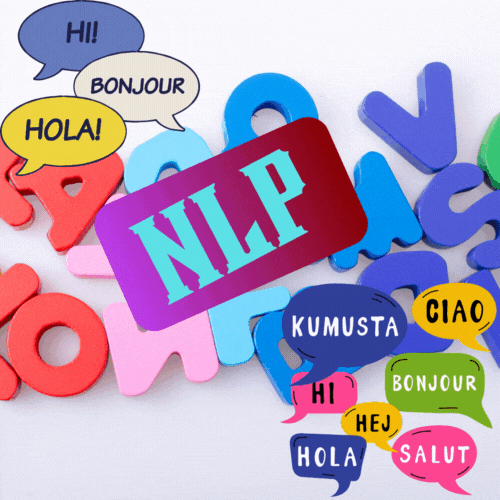 HI!
BONJOUR
HOLA!
NLP
KUMUSTA
CIAO
HI
BONJOUR
HEJ
HOLA
SALUT